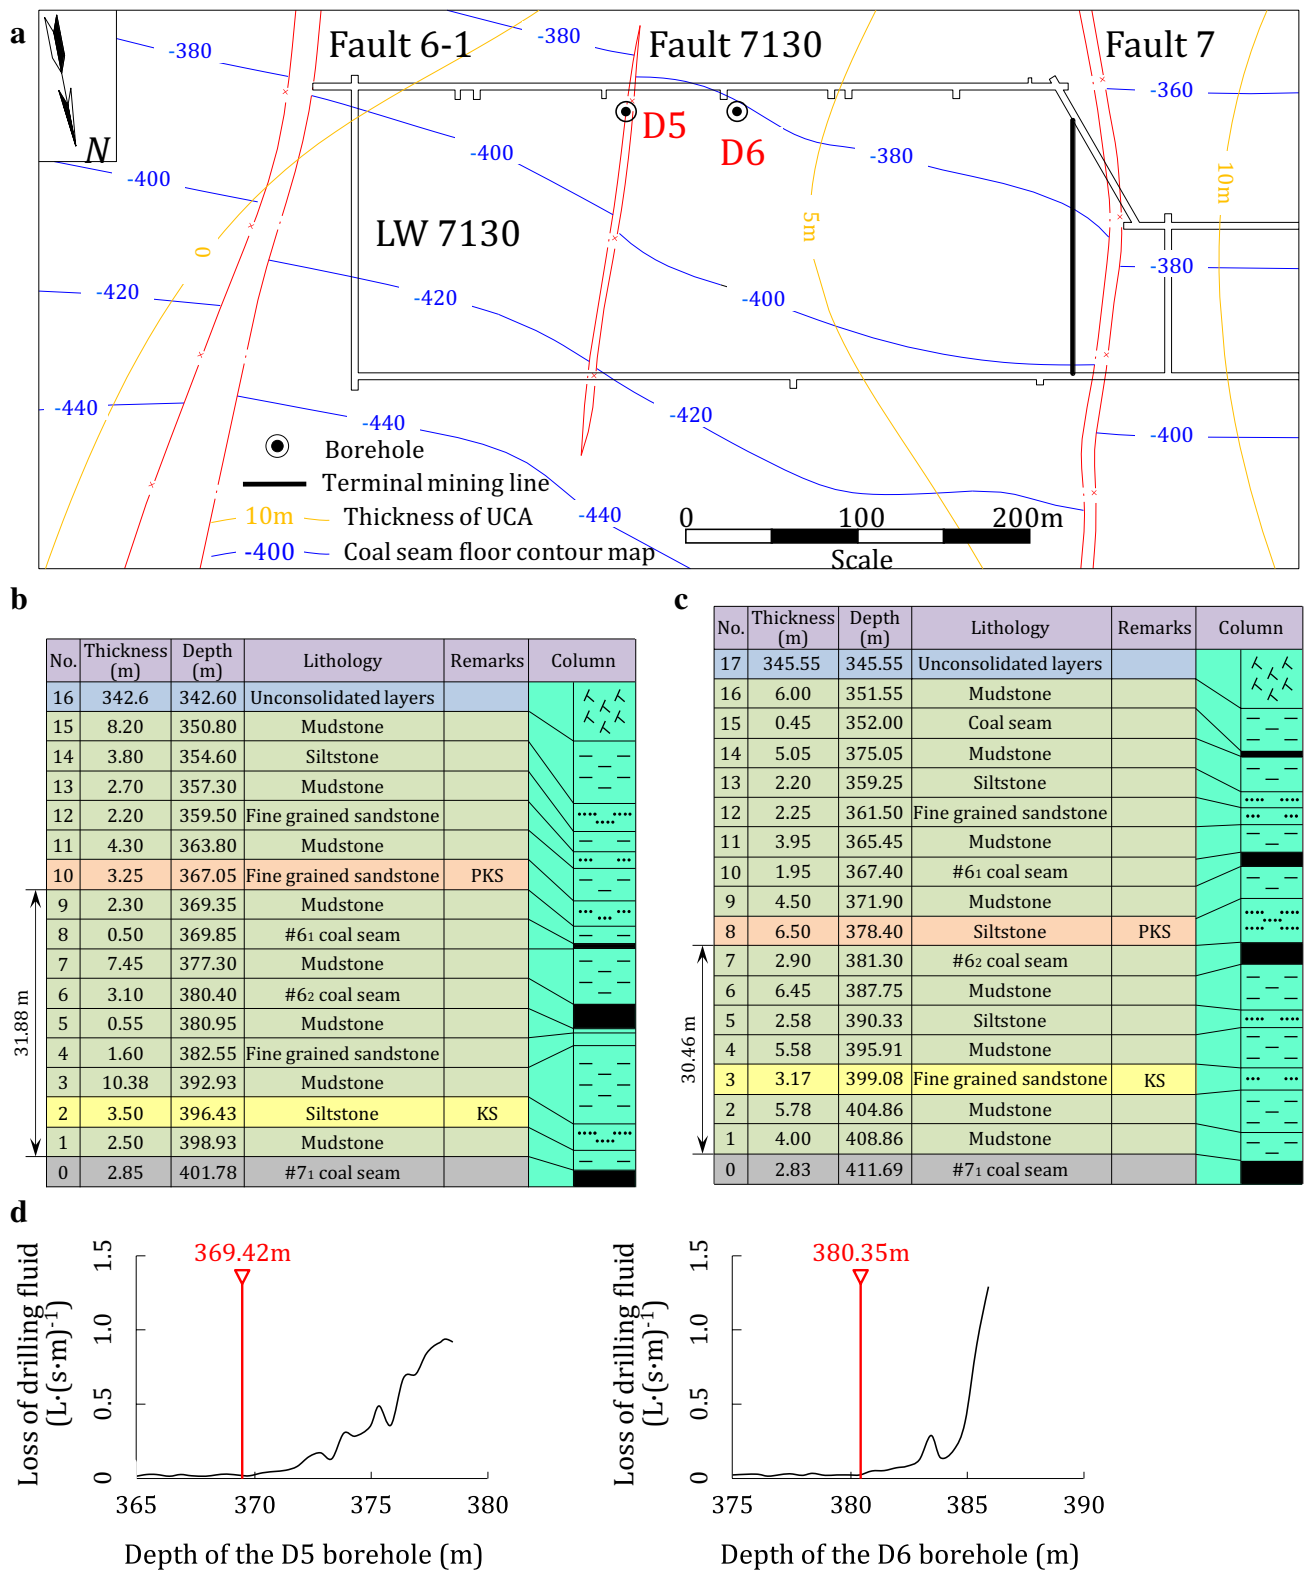 a
N
-380
Fault 6-1
-380
Fault 7130
Fault 7
-360
D5
D6
-400
-400
-380
10m
5m
0
LW 7130
-420
-420
-400
-380
-440
-440
-420
-400
-440
Borehole
Terminal mining line
10m Thickness of UCA
-400 Coal seam floor contour map
0 100 200m
Scale
b
No. Thickness (m) Depth (m) Lithology Remarks Column
16 342.6 342.60 Unconsolidated layers
15 8.20 350.80 Mudstone
14 3.80 354.60 Siltstone
13 2.70 357.30 Mudstone
12 2.20 359.50 Fine grained sandstone
11 4.30 363.80 Mudstone
10 3.25 367.05 Fine grained sandstone PKS
9 2.30 369.35 Mudstone
8 0.50 369.85 #61 coal seam
7 7.45 377.30 Mudstone
6 3.10 380.40 #62 coal seam
5 0.55 380.95 Mudstone
4 1.60 382.55 Fine grained sandstone
3 10.38 392.93 Mudstone
2 3.50 396.43 Siltstone KS
1 2.50 398.93 Mudstone
0 2.85 401.78 #71 coal seam
31.88 m
c
No. Thickness (m) Depth (m) Lithology Remarks Column
17 345.55 345.55 Unconsolidated layers
16 6.00 351.55 Mudstone
15 0.45 352.00 Coal seam
14 5.05 375.05 Mudstone
13 2.20 359.25 Siltstone
12 2.25 361.50 Fine grained sandstone
11 3.95 365.45 Mudstone
10 1.95 367.40 #61 coal seam
9 4.50 371.90 Mudstone
8 6.50 378.40 Siltstone PKS
7 2.90 381.30 #62 coal seam
6 6.45 387.75 Mudstone
5 2.58 390.33 Siltstone
4 5.58 395.91 Mudstone
3 3.17 399.08 Fine grained sandstone KS
2 5.78 404.86 Mudstone
1 4.00 408.86 Mudstone
0 2.83 411.69 #71 coal seam
30.46 m
d
Loss of drilling fluid
(L·(s·m)-1)
1.5
1.0
0.5
0
369.42m
365 370 375 380
Depth of the D5 borehole (m)
Loss of drilling fluid
(L·(s·m)-1)
1.5
1.0
0.5
0
380.35m
375 380 385 390
Depth of the D6 borehole (m)